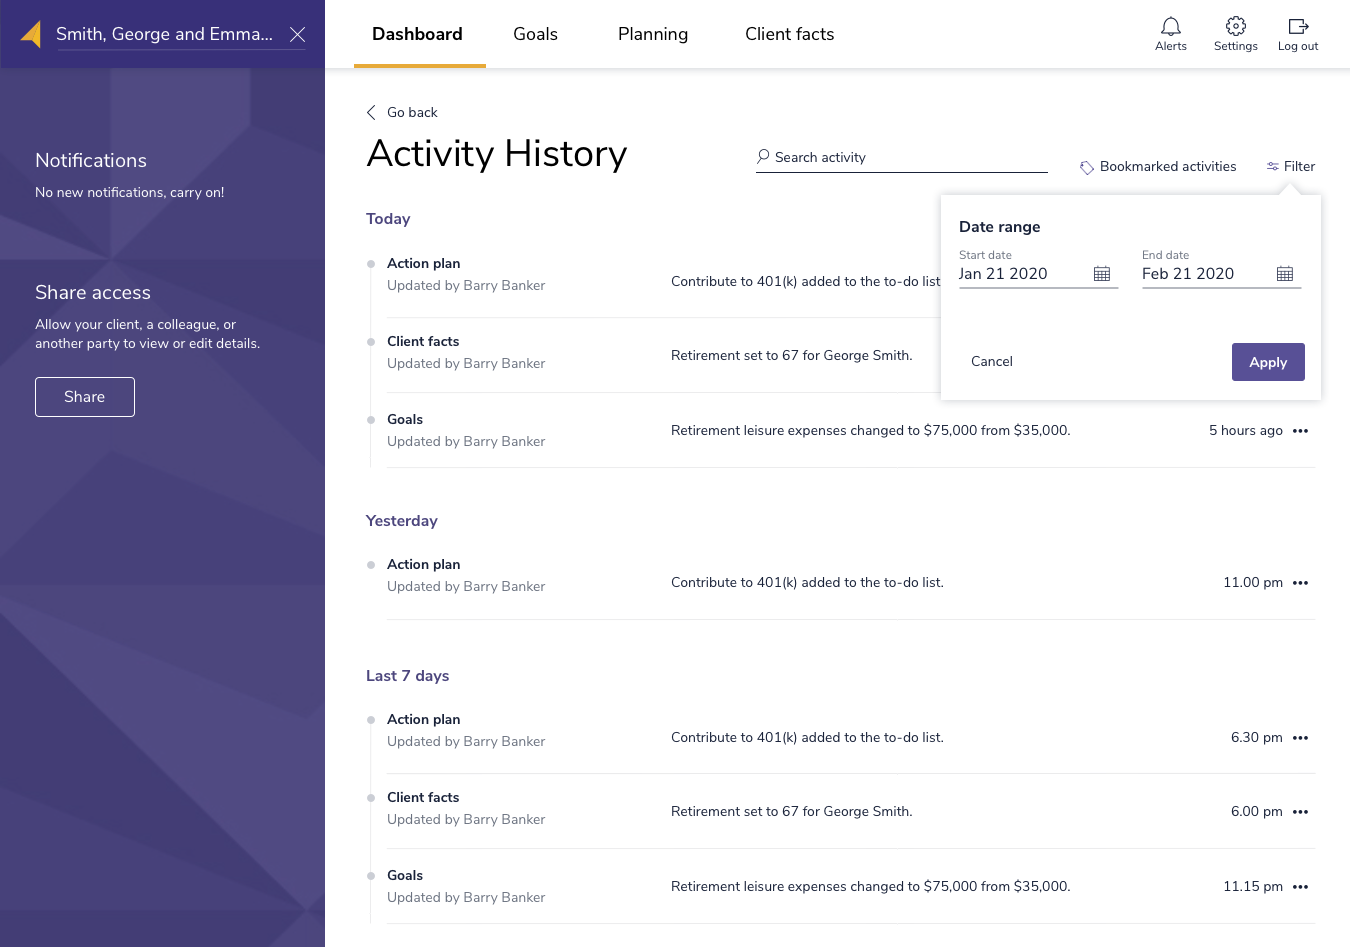 Smith, George and Emma...
Dashboard
Goals
Planning
Client facts
Alerts
Settings
Log out
Notifications
No new notifications, carry on!
Share access
Allow your client, a colleague, or
another party to view or edit details.
Share
Go back
Activity History
Search activity
Bookmarked activities
Filter
Date range
Start date
Jan 21 2020
End date
Feb 21 2020
Cancel
Apply
Today
Action plan
Updated by Barry Banker
Contribute to 401(k) added to the to-do list
Client facts
Updated by Barry Banker
Retirement set to 67 for George Smith.
Goals
Updated by Barry Banker
Retirement leisure expenses changed to $75,000 from $35,000.
5 hours ago
Yesterday
Action plan
Updated by Barry Banker
Contribute to 401(k) added to the to-do list.
11.00 pm
Last 7 days
Action plan
Updated by Barry Banker
Contribute to 401(k) added to the to-do list.
6.30 pm
Client facts
Updated by Barry Banker
Retirement set to 67 for George Smith.
6.00 pm
Goals
Updated by Barry Banker
Retirement leisure expenses changed to $75,000 from $35,000.
11.15 pm